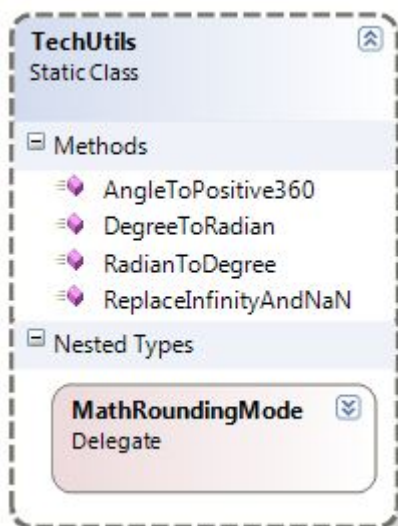 TechUtils
Static Class
Methods
AngleToPositive360
DegreeToRadian
RadianToDegree
ReplaceInfinityAndNaN
Nested Types
MathRoundingMode
Delegate